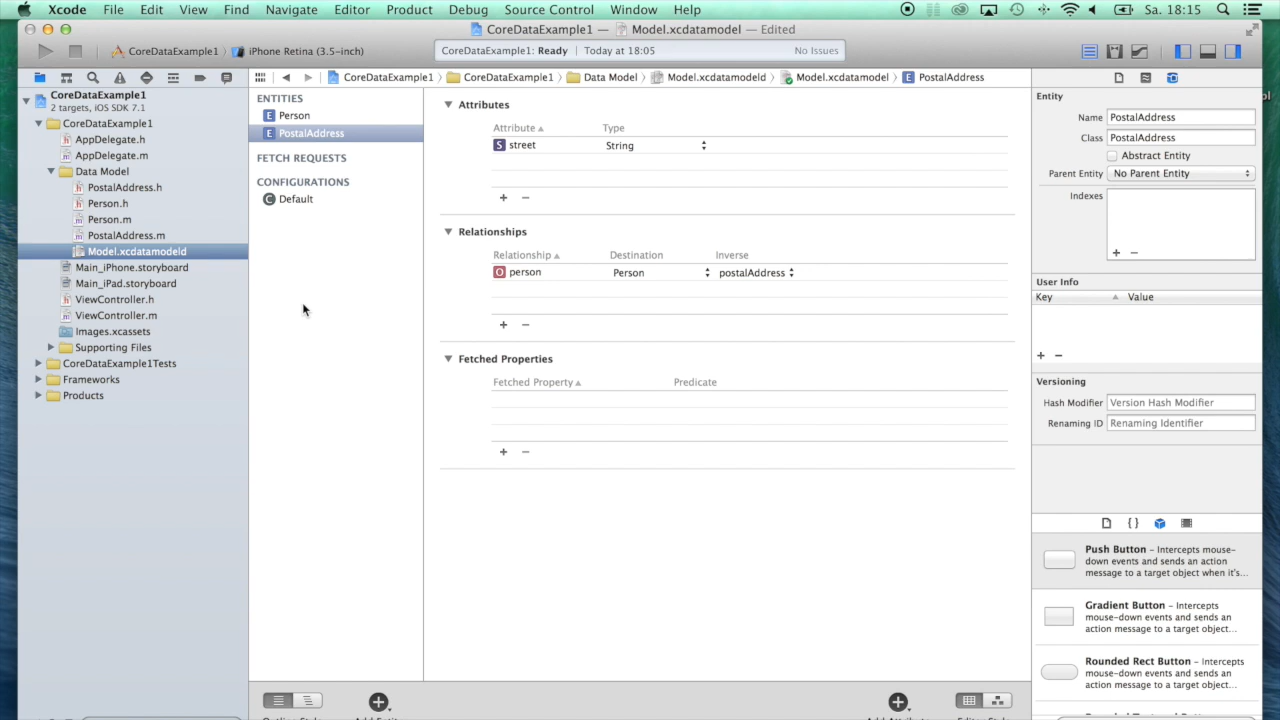 Xcode File Edit View Find Navigate Editor Product Debug Source Control Window Help Sa. 18:15
CoreDataExample1 — Model.xcdatamodel — Edited
CoreDataExample1 iPhone Retina (3.5-inch)
CoreDataExample1: Ready Today at 18:05 No Issues
CoreDataExample1 CoreDataExample1 Data Model Model.xcdatamodeld Model.xcdatamodel PostalAddress
CoreDataExample1
2 targets, iOS SDK 7.1
CoreDataExample1
AppDelegate.h
AppDelegate.m
Data Model
PostalAddress.h
Person.h
Person.m
PostalAddress.m
Model.xcdatamodeld
Main_iPhone.storyboard
Main_iPad.storyboard
ViewController.h
ViewController.m
Images.xcassets
Supporting Files
CoreDataExample1Tests
Frameworks
Products
ENTITIES
E Person
E PostalAddress
FETCH REQUESTS
CONFIGURATIONS
C Default
Attributes
Attribute Type
S street String
Relationships
Relationship Destination Inverse
O person Person postalAddress
Fetched Properties
Fetched Property Predicate
Entity
Name PostalAddress
Class PostalAddress
Abstract Entity
Parent Entity No Parent Entity
Indexes
User Info
Key Value
Versioning
Hash Modifier Version Hash Modifier
Renaming ID Renaming Identifier
Push Button – Intercepts mouse-
down events and sends an action
message to a target object when it's...
Gradient Button – Intercepts
mouse-down events and sends an
action message to a target object...
Rounded Rect Button – Intercepts
mouse-down events and sends an
action message to a target object...